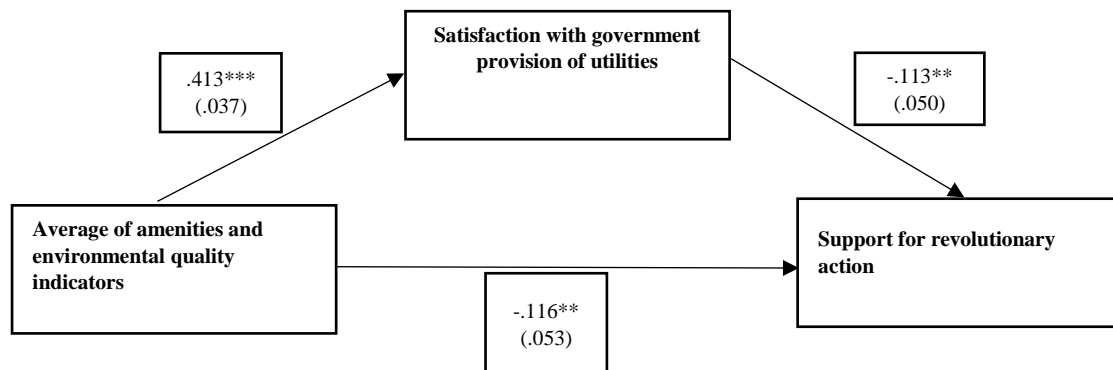 Satisfaction with government
provision of utilities
.413***
(.037)
-.113**
(.050)
Average of amenities and
environmental quality
indicators
Support for revolutionary
action
-.116**
(.053)